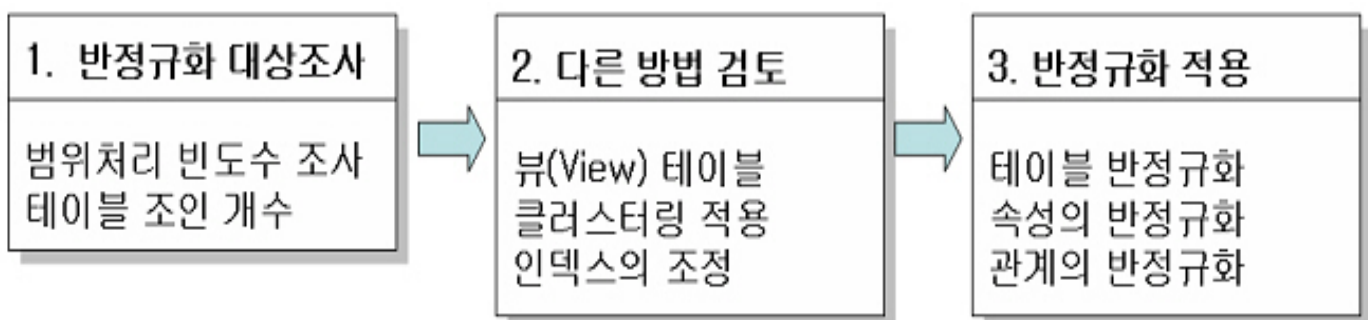 1. 반정규화 대상조사
범위처리 빈도수 조사
테이블 조인 개수
2. 다른 방법 검토
뷰(View) 테이블
클러스터링 적용
인덱스의 조정
3. 반정규화 적용
테이블 반정규화
속성의 반정규화
관계의 반정규화